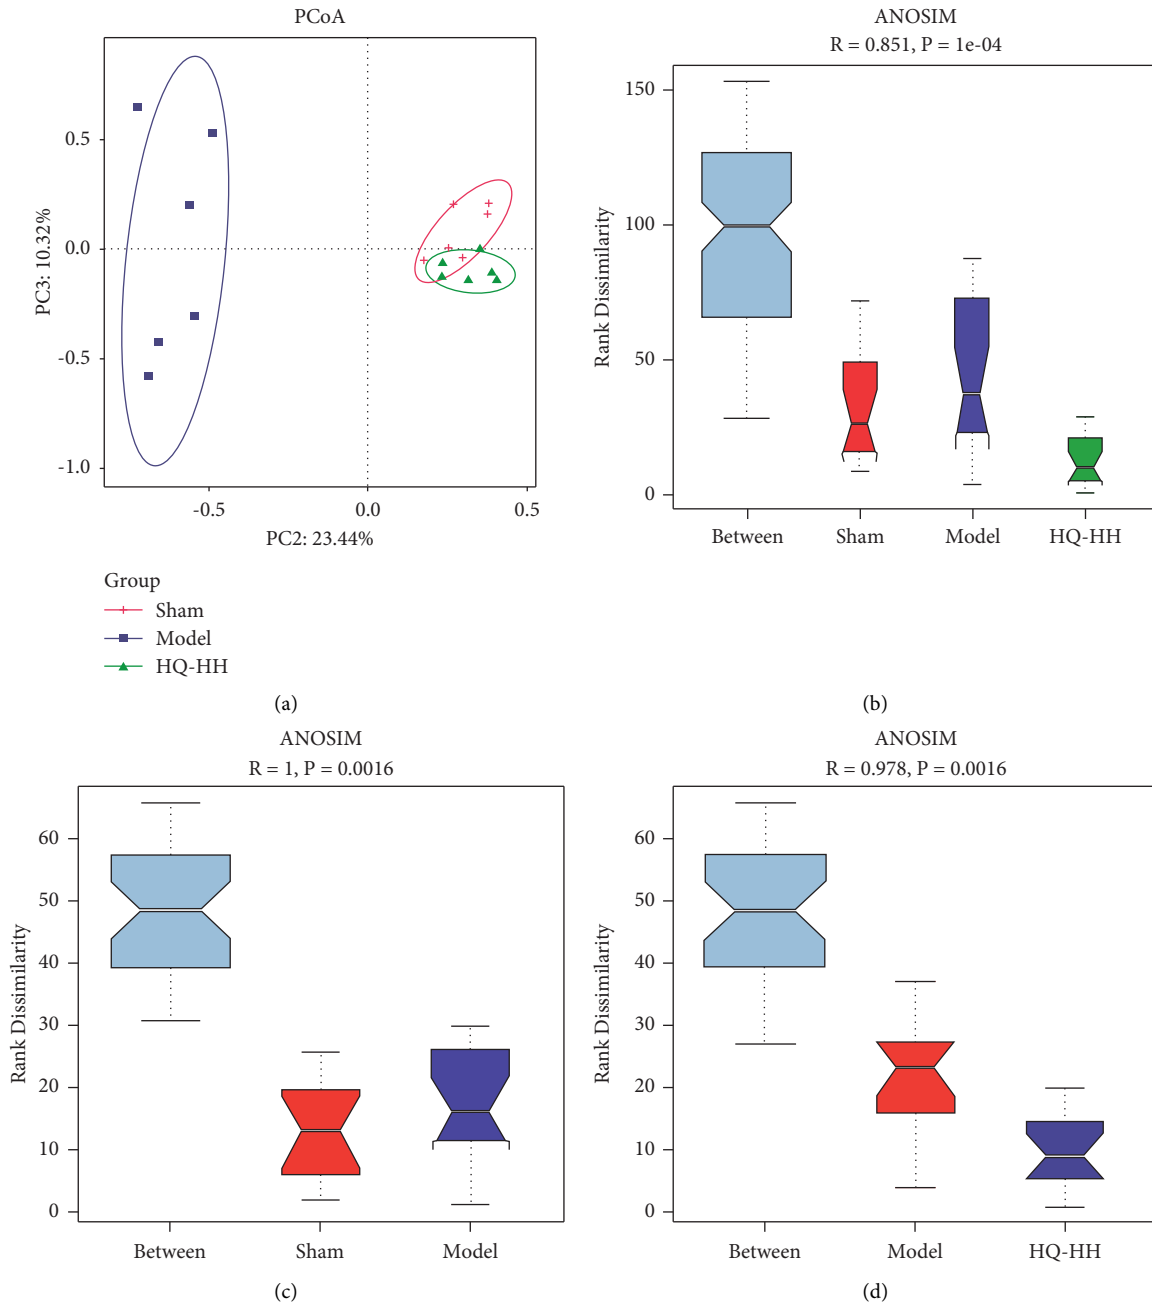 PCoA
0.5
0.0
-0.5
-1.0
PC3: 10.32%
-0.5
0.0
0.5
PC2: 23.44%
Group
Sham
Model
HQ-HH
(a)
ANOSIM
R = 0.851, P = 1e-04
150
100
50
0
Rank Dissimilarity
Between
Sham
Model
HQ-HH
(b)
ANOSIM
R = 1, P = 0.0016
60
50
40
30
20
10
0
Rank Dissimilarity
Between
Sham
Model
(c)
ANOSIM
R = 0.978, P = 0.0016
60
50
40
30
20
10
0
Rank Dissimilarity
Between
Model
HQ-HH
(d)